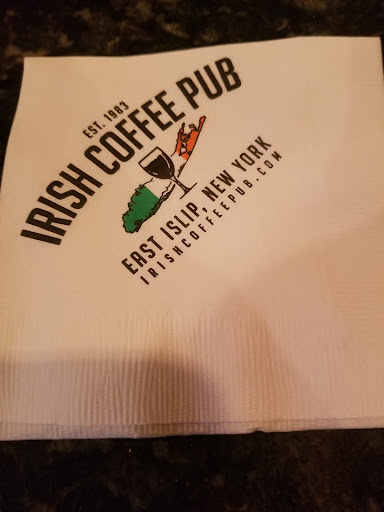 EST. 1983
IRISH COFFEE PUB
EAST ISLIP, NEW YORK
IRISHCOFFEEPUB.COM